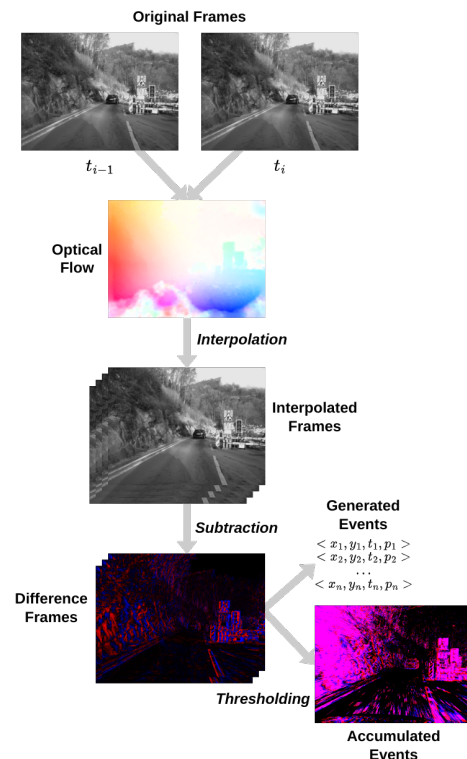 Original Frames
t_{i-1}
t_i
Optical
Flow
Interpolation
Interpolated
Frames
Subtraction
Generated
Events
< x_1, y_1, t_1, p_1 >
< x_2, y_2, t_2, p_2 >
...
< x_n, y_n, t_n, p_n >
Difference
Frames
Thresholding
Accumulated
Events